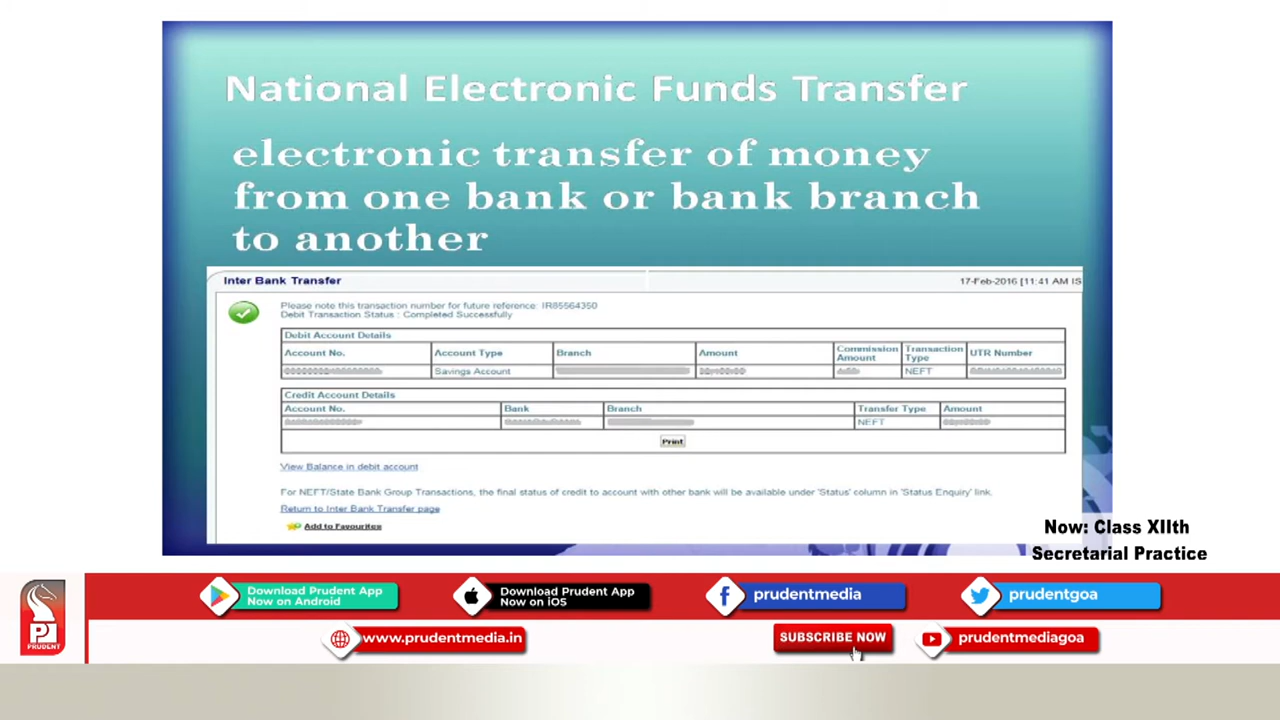 National Electronic Funds Transfer
electronic transfer of money
from one bank or bank branch
to another
Inter Bank Transfer
17-Feb-2016 [11:41 AM IS
Please note this transaction number for future reference: IR85564350
Debit Transaction Status : Completed Successfully
Debit Account Details
Account No. Account Type Branch Amount Commission Amount Transaction Type UTR Number
Savings Account NEFT
Credit Account Details
Account No. Bank Branch Transfer Type Amount
NEFT
Print
View Balance in debit account
For NEFT/State Bank Group Transactions, the final status of credit to account with other bank will be available under 'Status' column in 'Status Enquiry' link.
Return to Inter Bank Transfer page
Add to Favourites
Now: Class XIIth
Secretarial Practice
Download Prudent App
Now on Android
Download Prudent App
Now on iOS
prudentmedia
prudentgoa
PRUDENT
www.prudentmedia.in
SUBSCRIBE NOW
prudentmediagoa